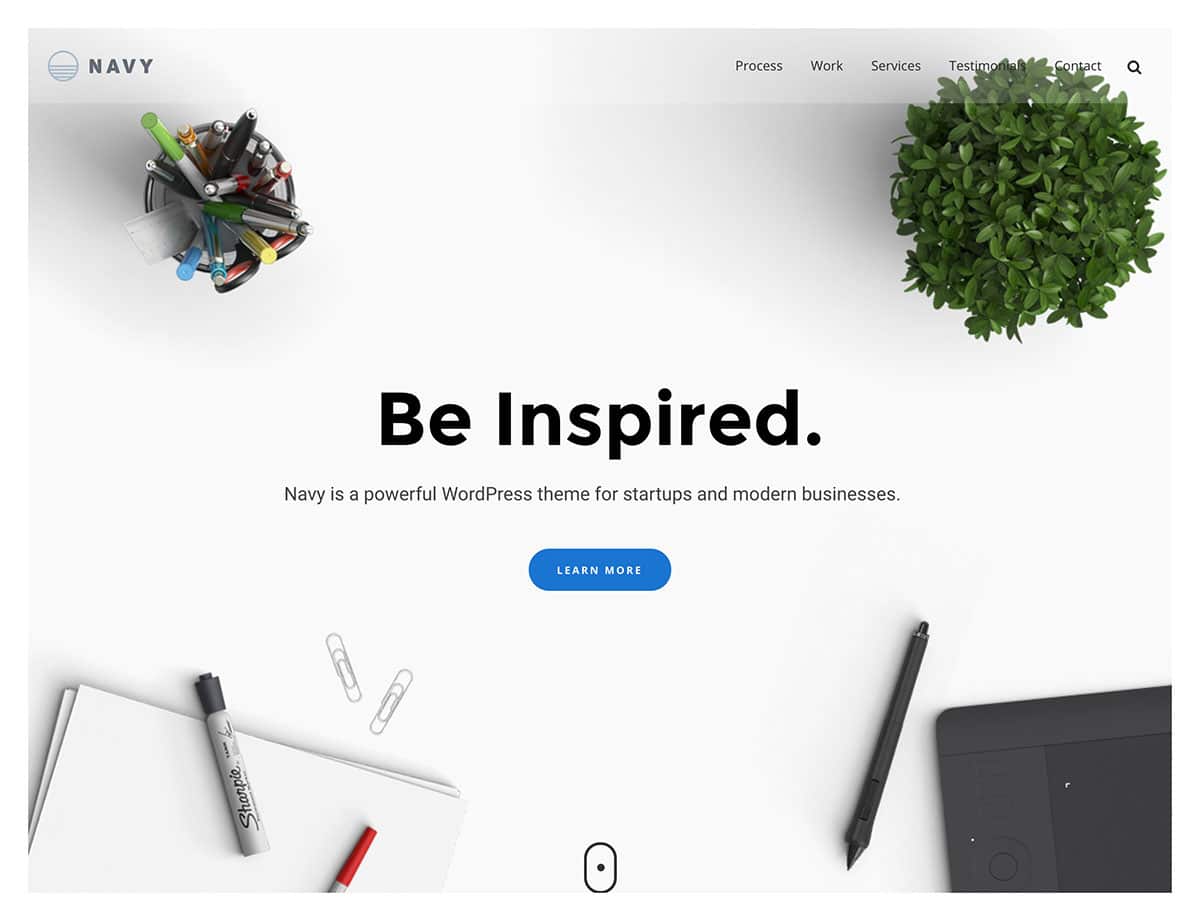 NAVY
Process Work Services Testimonials Contact
Be Inspired.
Navy is a powerful WordPress theme for startups and modern businesses.
LEARN MORE
Sharpie